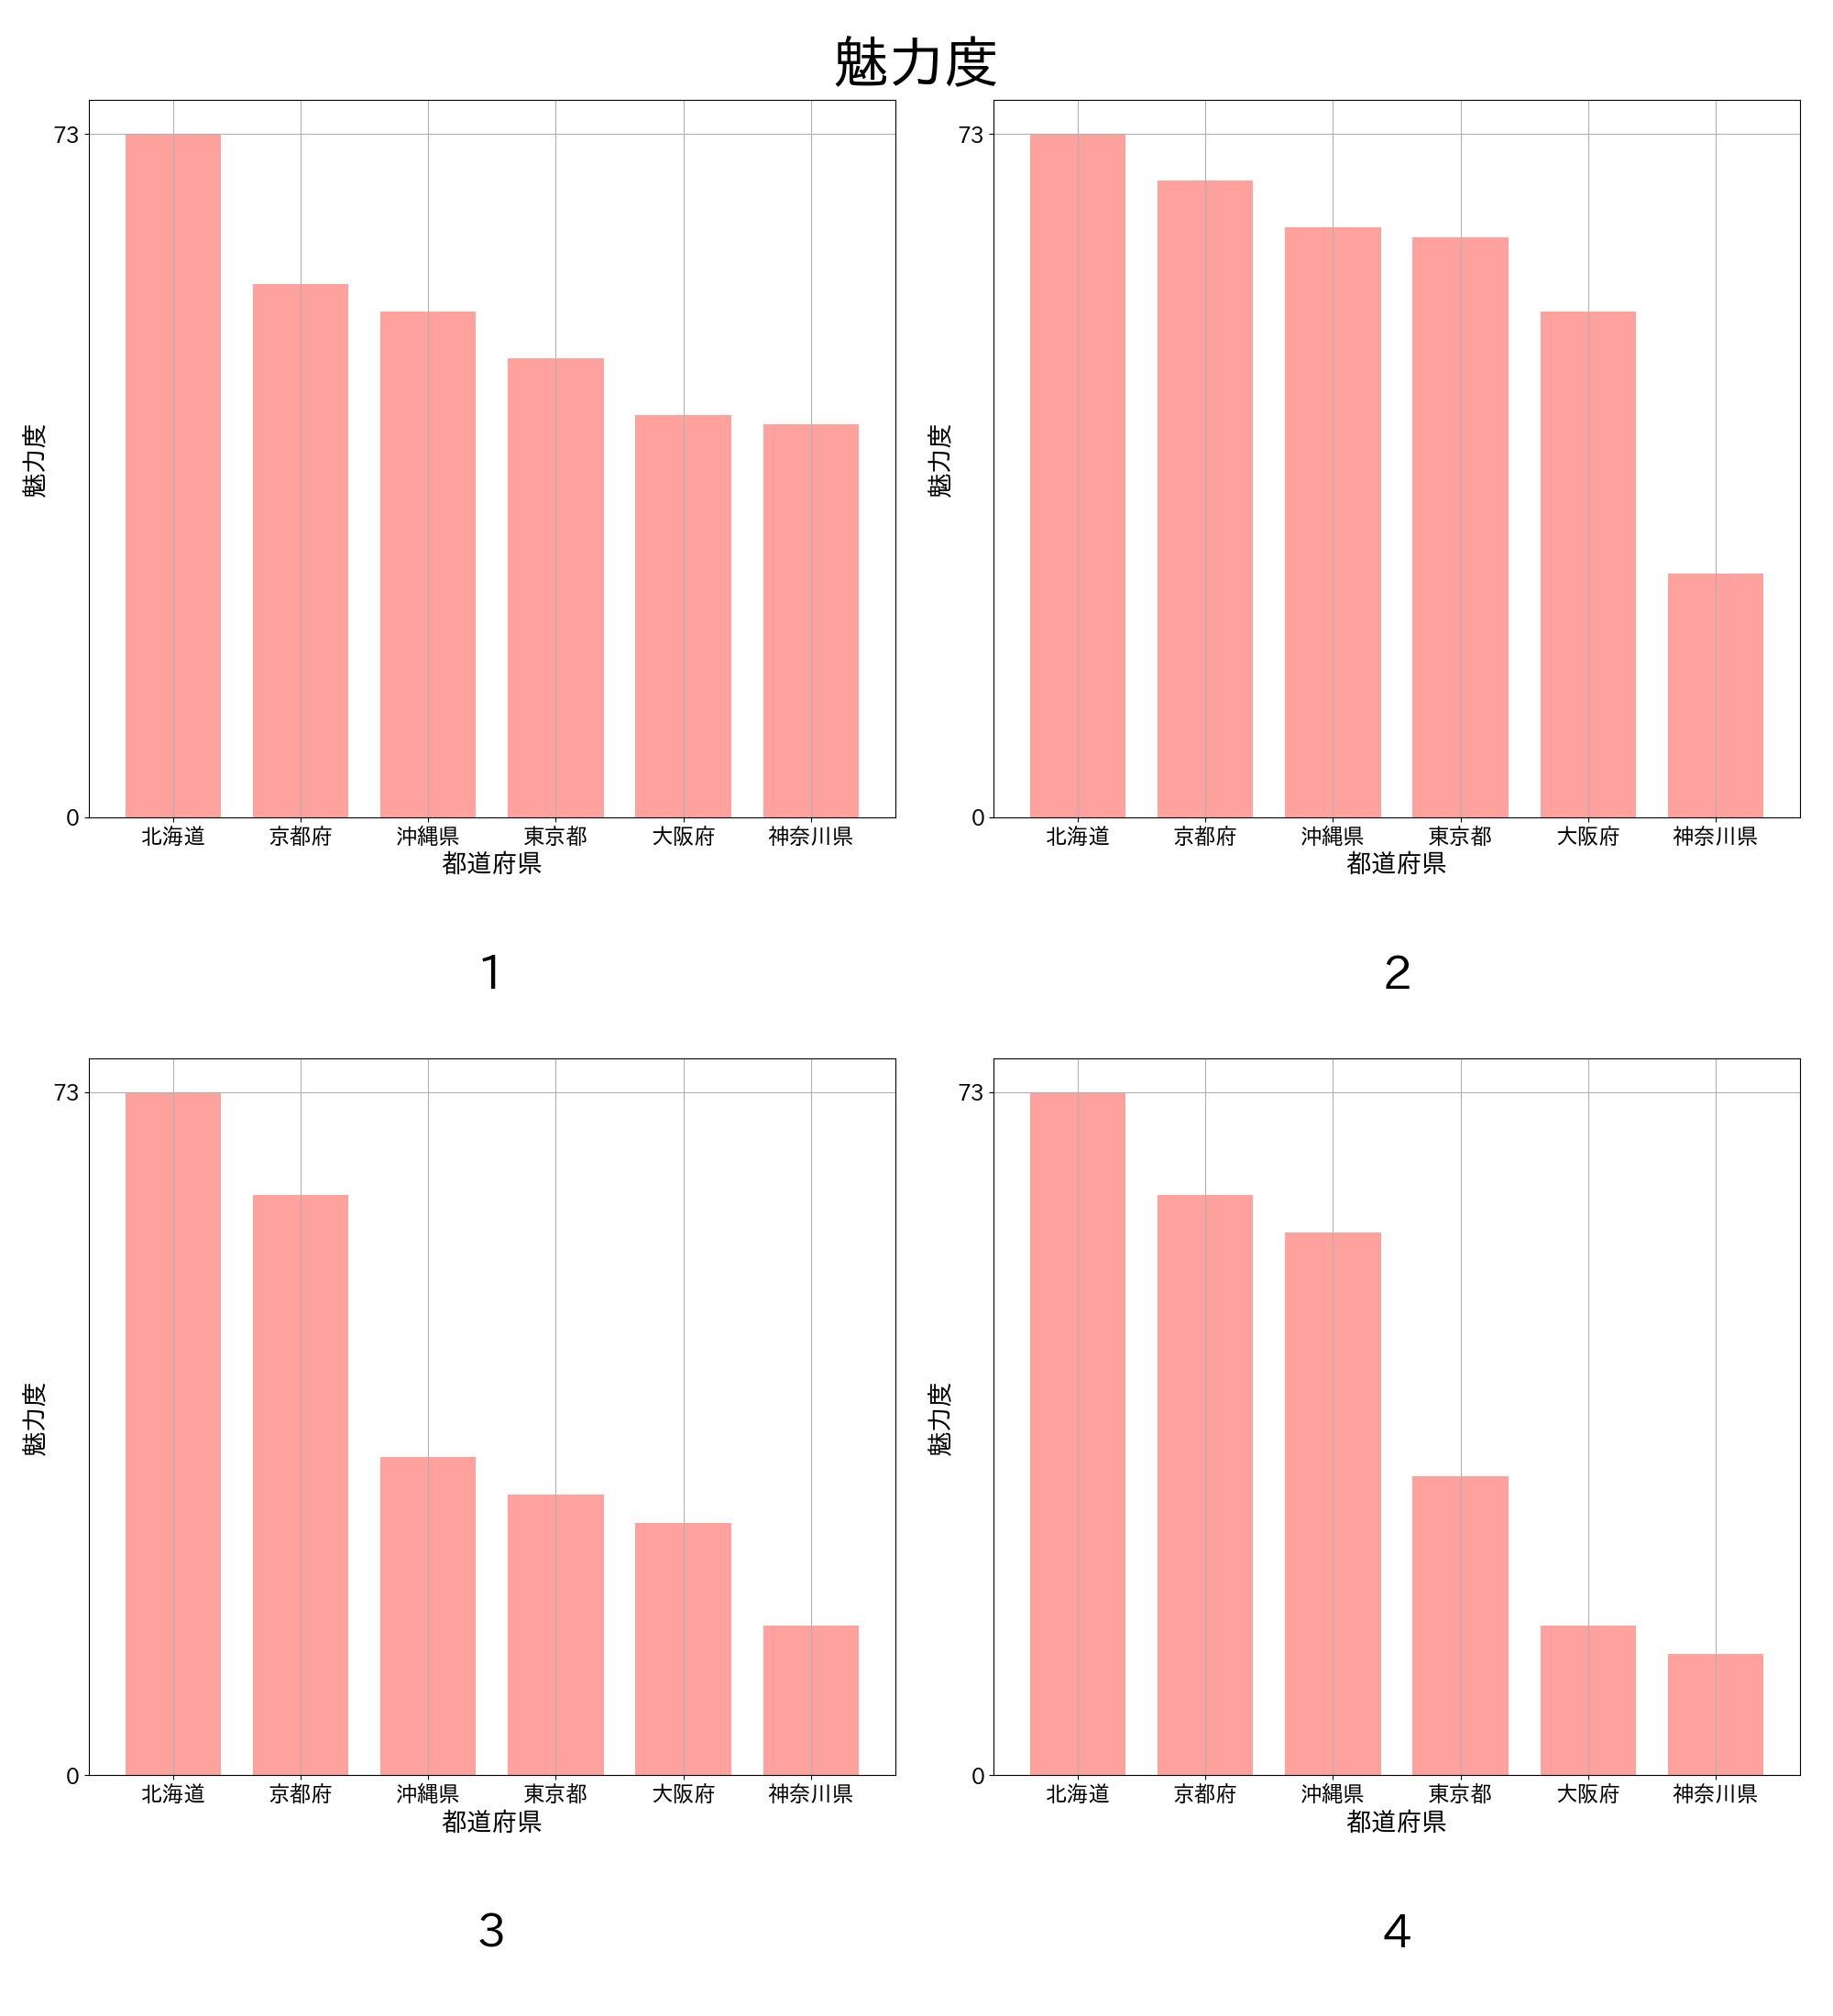 魅力度
73
0
魅力度
北海道 京都府 沖縄県 東京都 大阪府 神奈川県
都道府県
1
73
0
魅力度
北海道 京都府 沖縄県 東京都 大阪府 神奈川県
都道府県
2
73
0
魅力度
北海道 京都府 沖縄県 東京都 大阪府 神奈川県
都道府県
3
73
0
魅力度
北海道 京都府 沖縄県 東京都 大阪府 神奈川県
都道府県
4